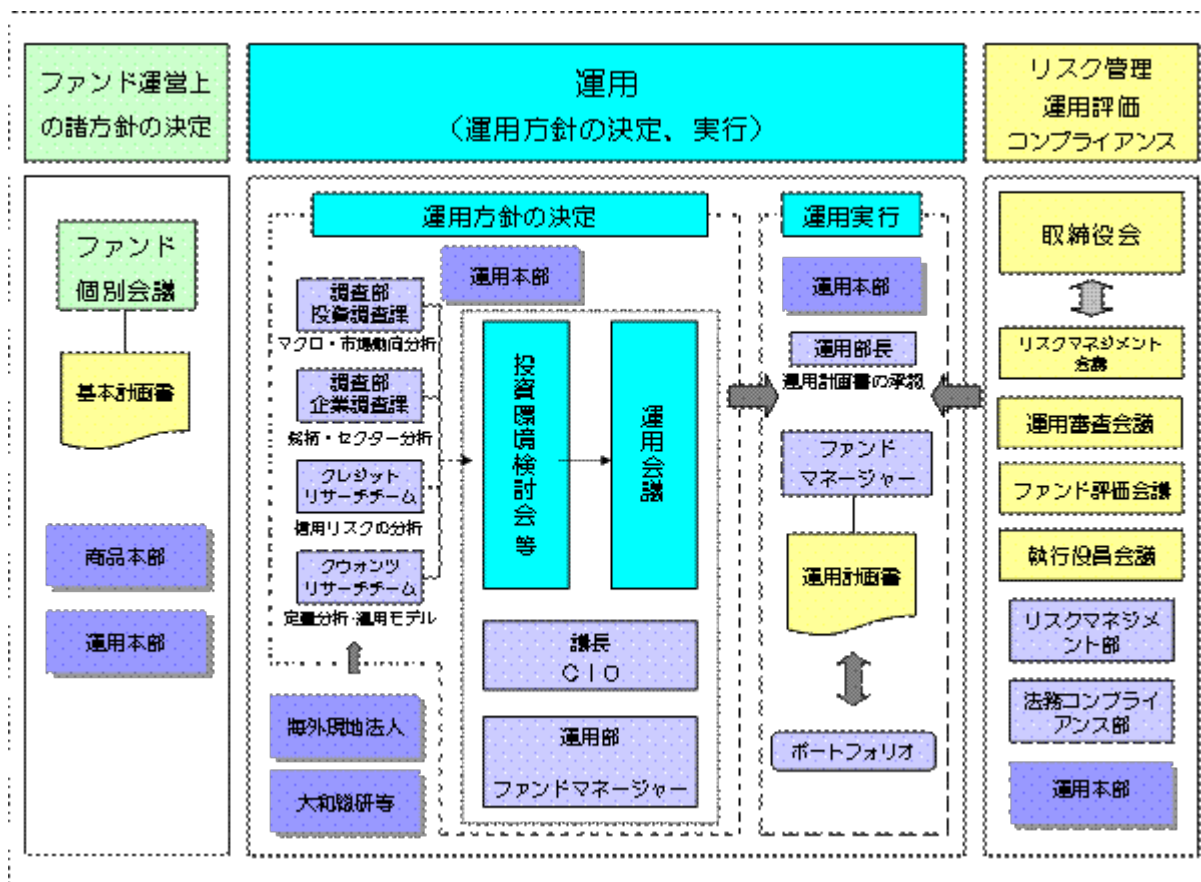 ファンド運営上
の諸方針の決定
運用
（運用方針の決定、実行）
リスク管理
運用評価
コンプライアンス
ファンド
個別会議
基本計画書
商品本部
運用本部
運用方針の決定
運用本部
調査部
投資調査課
マクロ・市場動向分析
調査部
企業調査課
銘柄・セクター分析
クレジット
リサーチチーム
信用リスクの分析
クウォンツ
リサーチチーム
定量分析・運用モデル
海外現地法人
大和総研等
投資環境検討会等
運用会議
議長
ＣＩＯ
運用部
ファンドマネージャー
運用実行
運用本部
運用部長
運用計画書の承認
ファンド
マネージャー
運用計画書
ポートフォリオ
取締役会
リスクマネジメント
会議
運用審査会議
ファンド評価会議
執行役員会議
リスクマネジメ
ント部
法務コンプライ
アンス部
運用本部